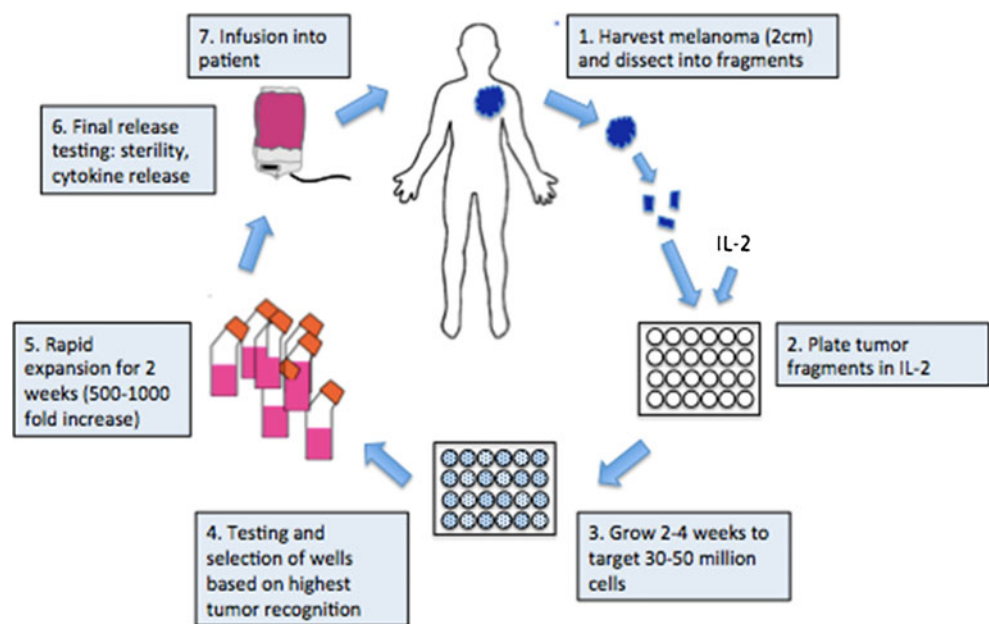 1. Harvest melanoma (2cm)
and dissect into fragments
IL-2
2. Plate tumor
fragments in IL-2
3. Grow 2-4 weeks to
target 30-50 million
cells
4. Testing and
selection of wells
based on highest
tumor recognition
5. Rapid
expansion for 2
weeks (500-1000
fold increase)
6. Final release
testing: sterility,
cytokine release
7. Infusion into
patient